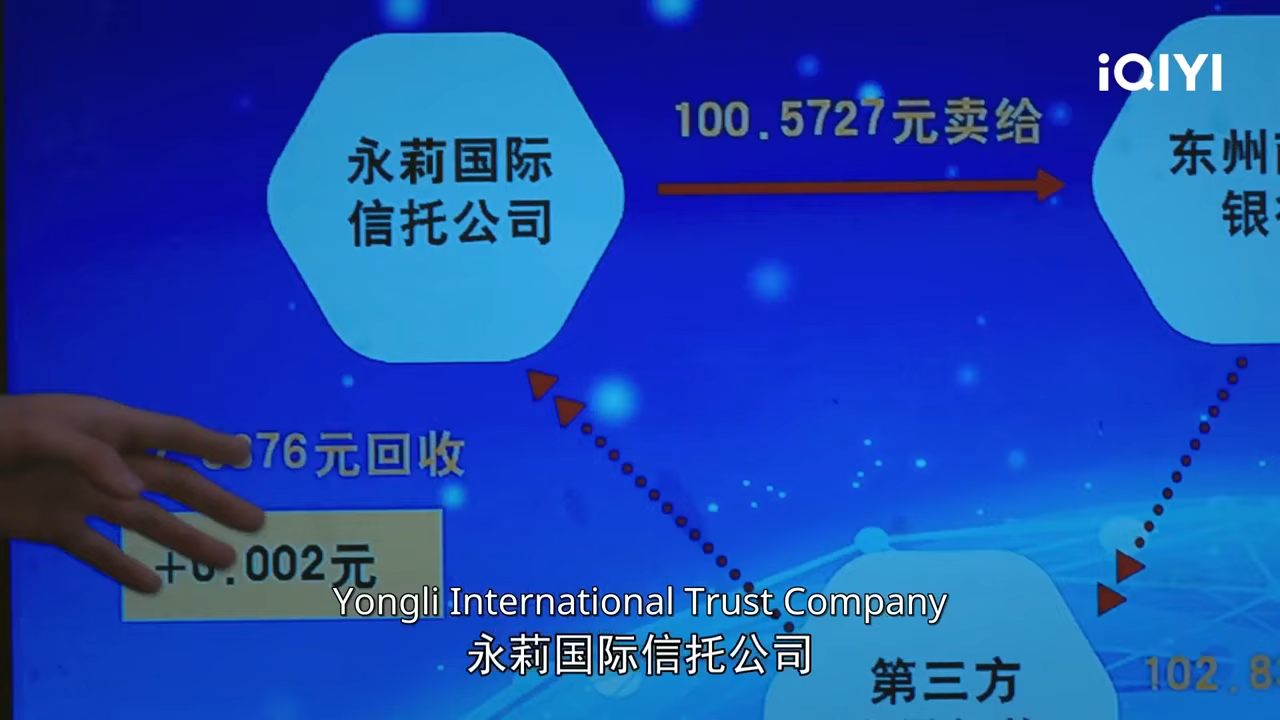 iQIYI
100.5727元卖给
永莉国际
信托公司
东州
银
876元回收
+0.002元
Yongli International Trust Company
永莉国际信托公司
第三方
102.8